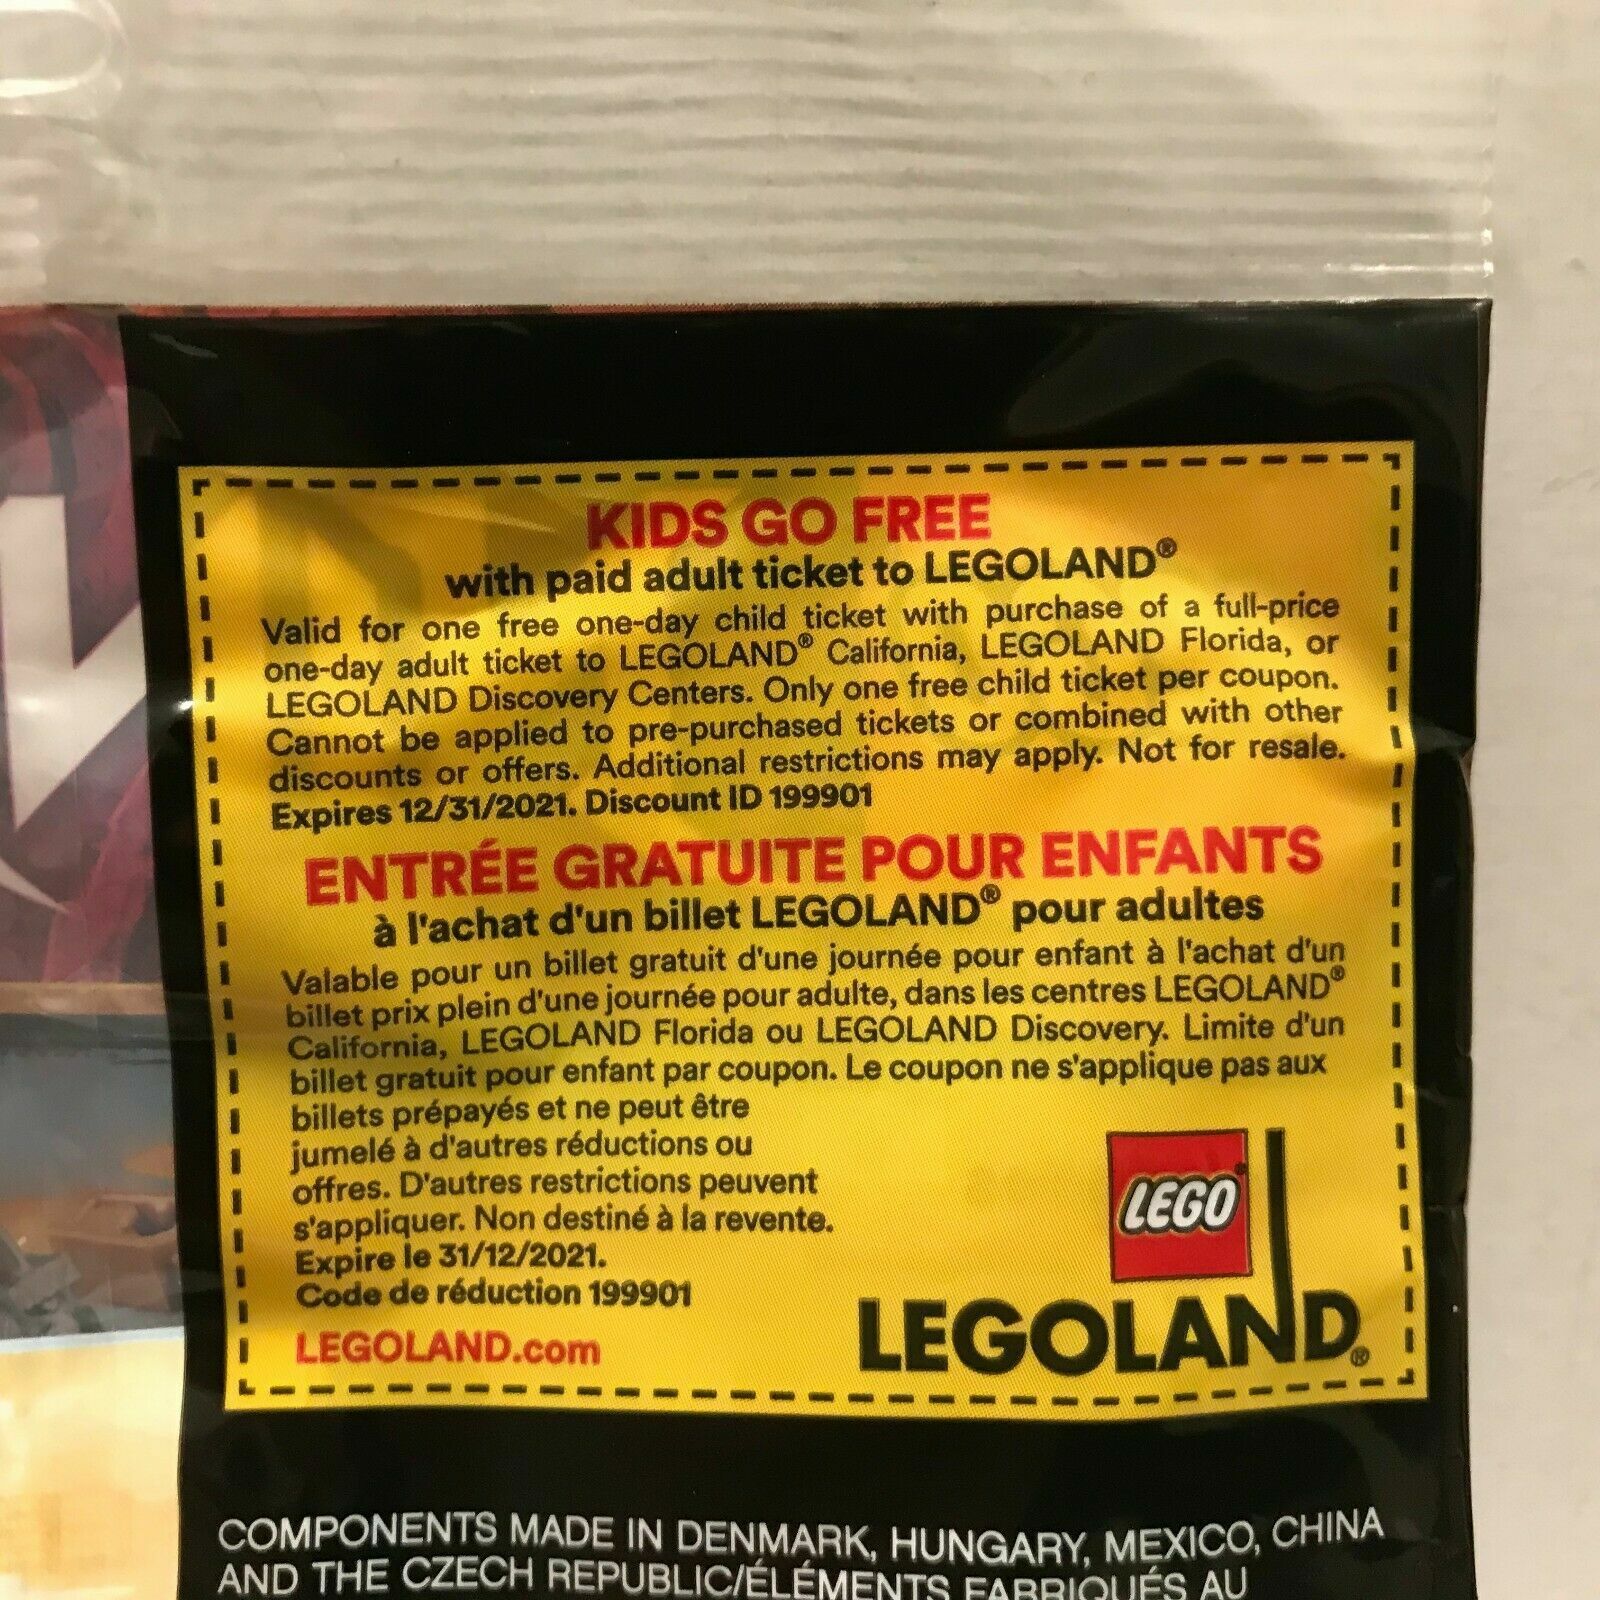 KIDS GO FREE
with paid adult ticket to LEGOLAND®
Valid for one free one-day child ticket with purchase of a full-price
one-day adult ticket to LEGOLAND® California, LEGOLAND Florida, or
LEGOLAND Discovery Centers. Only one free child ticket per coupon.
Cannot be applied to pre-purchased tickets or combined with other
discounts or offers. Additional restrictions may apply. Not for resale.
Expires 12/31/2021. Discount ID 199901
ENTRÉE GRATUITE POUR ENFANTS
à l'achat d'un billet LEGOLAND® pour adultes
Valable pour un billet gratuit d'une journée pour enfant à l'achat d'un
billet prix plein d'une journée pour adulte, dans les centres LEGOLAND®
California, LEGOLAND Florida ou LEGOLAND Discovery. Limite d'un
billet gratuit pour enfant par coupon. Le coupon ne s'applique pas aux
billets prépayés et ne peut être
jumelé à d'autres réductions ou
offres. D'autres restrictions peuvent
s'appliquer. Non destiné à la revente.
Expire le 31/12/2021.
Code de réduction 199901
LEGOLAND.com
LEGO®
LEGOLAND®
COMPONENTS MADE IN DENMARK, HUNGARY, MEXICO, CHINA
AND THE CZECH REPUBLIC/ÉLÉMENTS FABRIQUÉS AU